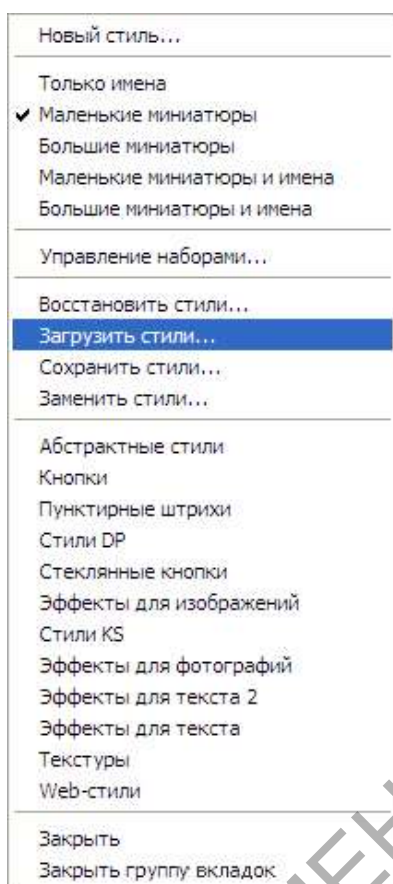 Новый стиль...
Только имена
Маленькие миниатюры
Большие миниатюры
Маленькие миниатюры и имена
Большие миниатюры и имена
Управление наборами...
Восстановить стили...
Загрузить стили...
Сохранить стили...
Заменить стили...
Абстрактные стили
Кнопки
Пунктирные штрихи
Стили DP
Стеклянные кнопки
Эффекты для изображений
Стили KS
Эффекты для фотографий
Эффекты для текста 2
Эффекты для текста
Текстуры
Web-стили
Закрыть
Закрыть группу вкладок